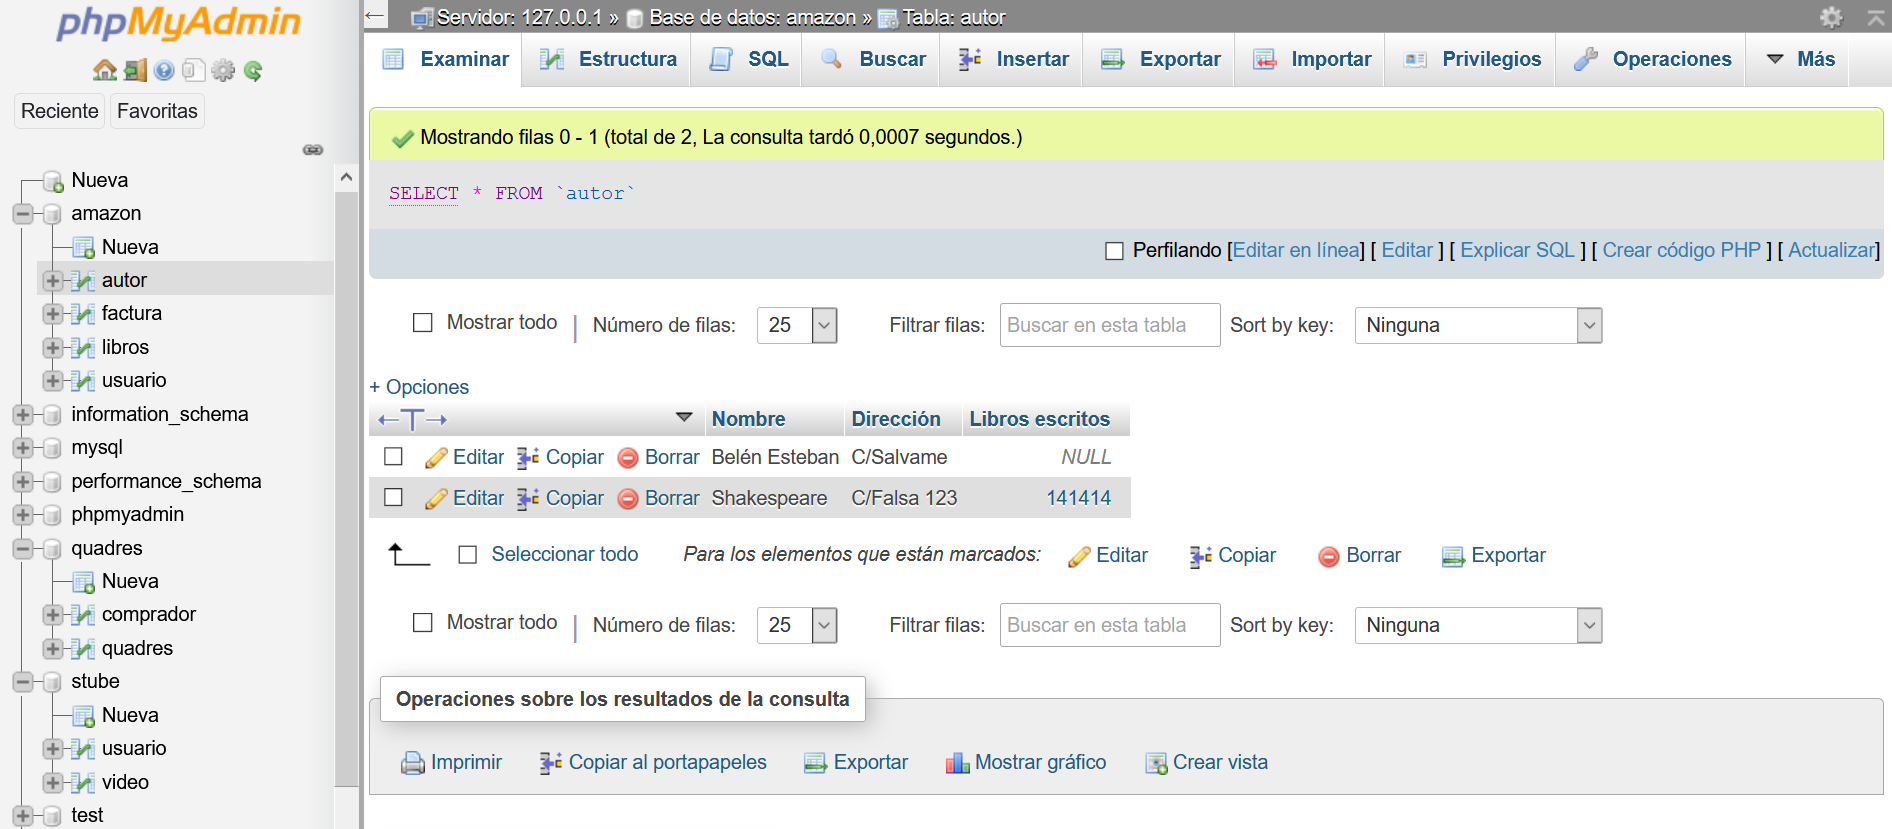 phpMyAdmin
Reciente Favoritas
Nueva
amazon
Nueva
autor
factura
libros
usuario
information_schema
mysql
performance_schema
phpmyadmin
quadres
Nueva
comprador
quadres
stube
Nueva
usuario
video
test
Servidor: 127.0.0.1 » Base de datos: amazon » Tabla: autor
Examinar Estructura SQL Buscar Insertar Exportar Importar Privilegios Operaciones Más
Mostrando filas 0 - 1 (total de 2, La consulta tardó 0,0007 segundos.)
SELECT * FROM `autor`
Perfilando [Editar en línea] [ Editar ] [ Explicar SQL ] [ Crear código PHP ] [ Actualizar]
Mostrar todo | Número de filas: 25 Filtrar filas: Buscar en esta tabla Sort by key: Ninguna
+ Opciones
←T→ Nombre Dirección Libros escritos
Editar Copiar Borrar Belén Esteban C/Salvame NULL
Editar Copiar Borrar Shakespeare C/Falsa 123 141414
Seleccionar todo Para los elementos que están marcados: Editar Copiar Borrar Exportar
Mostrar todo | Número de filas: 25 Filtrar filas: Buscar en esta tabla Sort by key: Ninguna
Operaciones sobre los resultados de la consulta
Imprimir Copiar al portapapeles Exportar Mostrar gráfico Crear vista